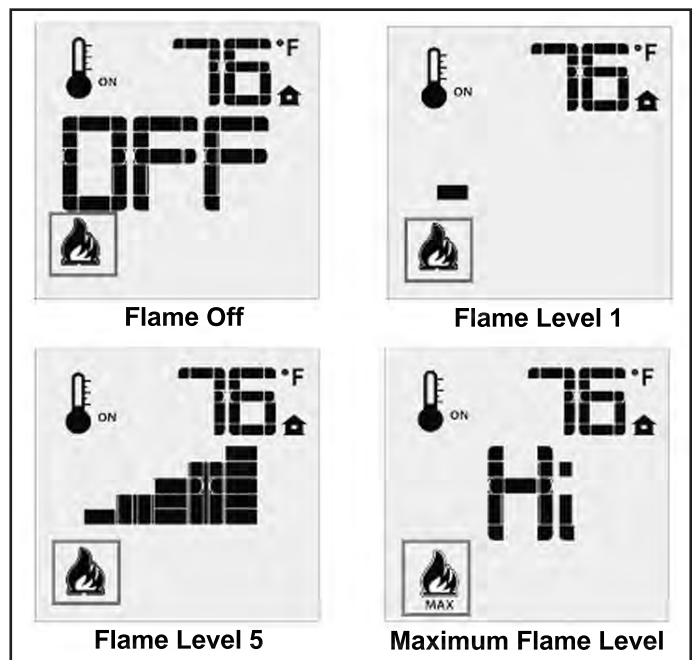 76 °F
ON
OFF
Flame Off
76 °F
ON
Flame Level 1
76 °F
ON
Flame Level 5
76 °F
ON
Hi
MAX
Maximum Flame Level